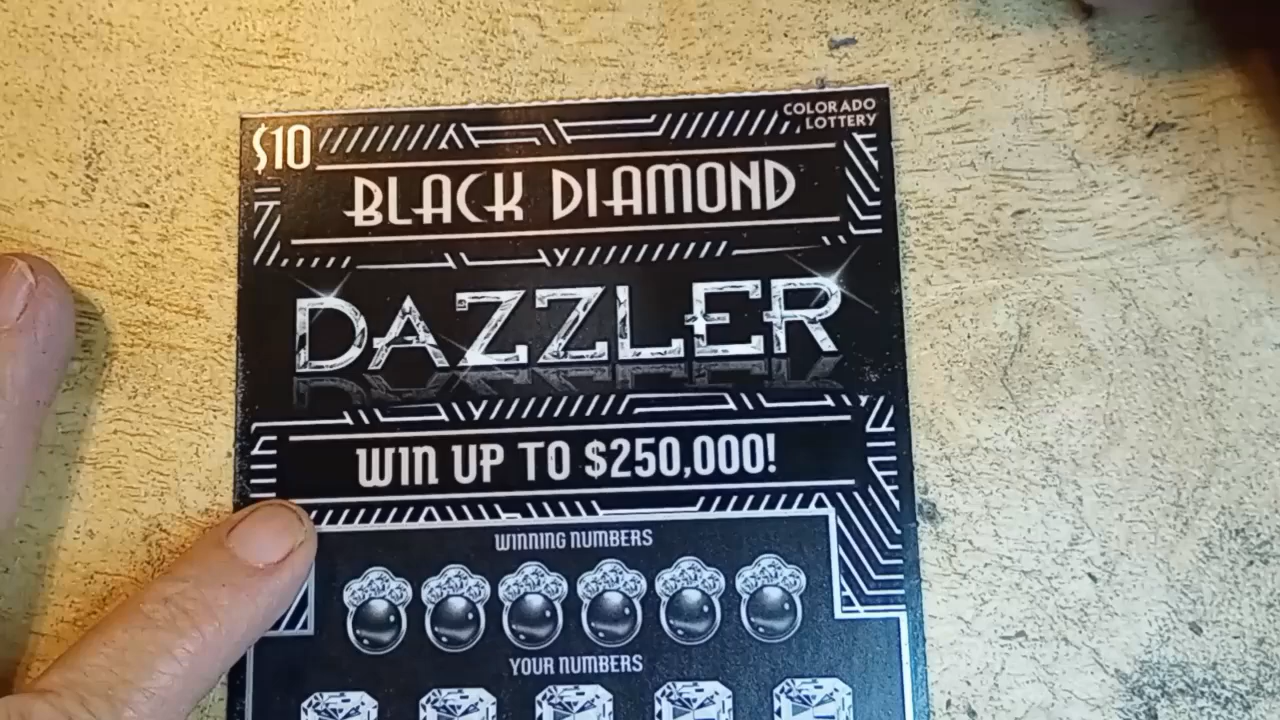 $10
COLORADO
LOTTERY
BLACK DIAMOND
DAZZLER
WIN UP TO $250,000!
WINNING NUMBERS
YOUR NUMBERS